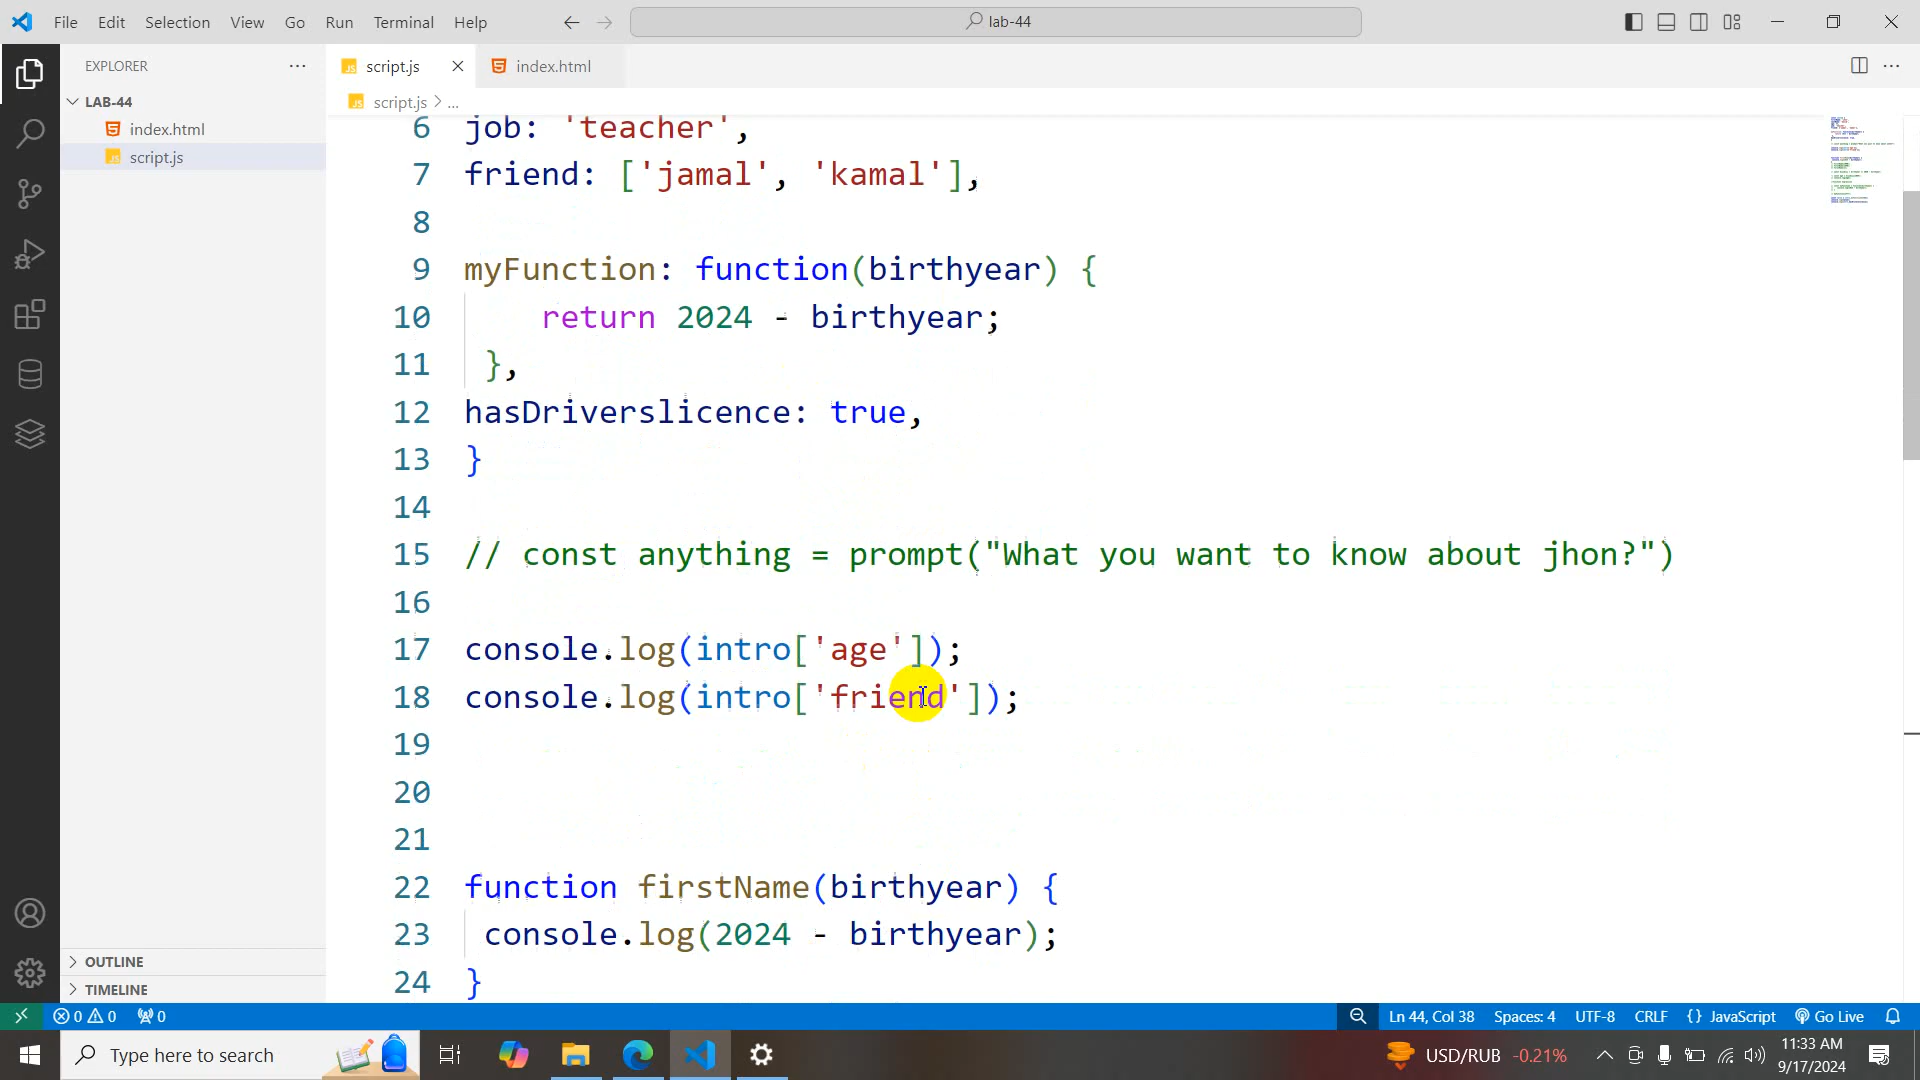 File Edit Selection View Go Run Terminal Help
lab-44
EXPLORER
LAB-44
index.html
script.js
script.js
index.html
script.js > ...
6 job: 'teacher',
7 friend: ['jamal', 'kamal'],
8
9 myFunction: function(birthyear) {
10 return 2024 - birthyear;
11 },
12 hasDriverslicence: true,
13 }
14
15 // const anything = prompt("What you want to know about jhon?")
16
17 console.log(intro['age']);
18 console.log(intro['friend']);
19
20
21
22 function firstName(birthyear) {
23 console.log(2024 - birthyear);
24 }
OUTLINE
TIMELINE
0 0 0
Ln 44, Col 38 Spaces: 4 UTF-8 CRLF {} JavaScript Go Live
Type here to search
USD/RUB -0.21%
11:33 AM
9/17/2024